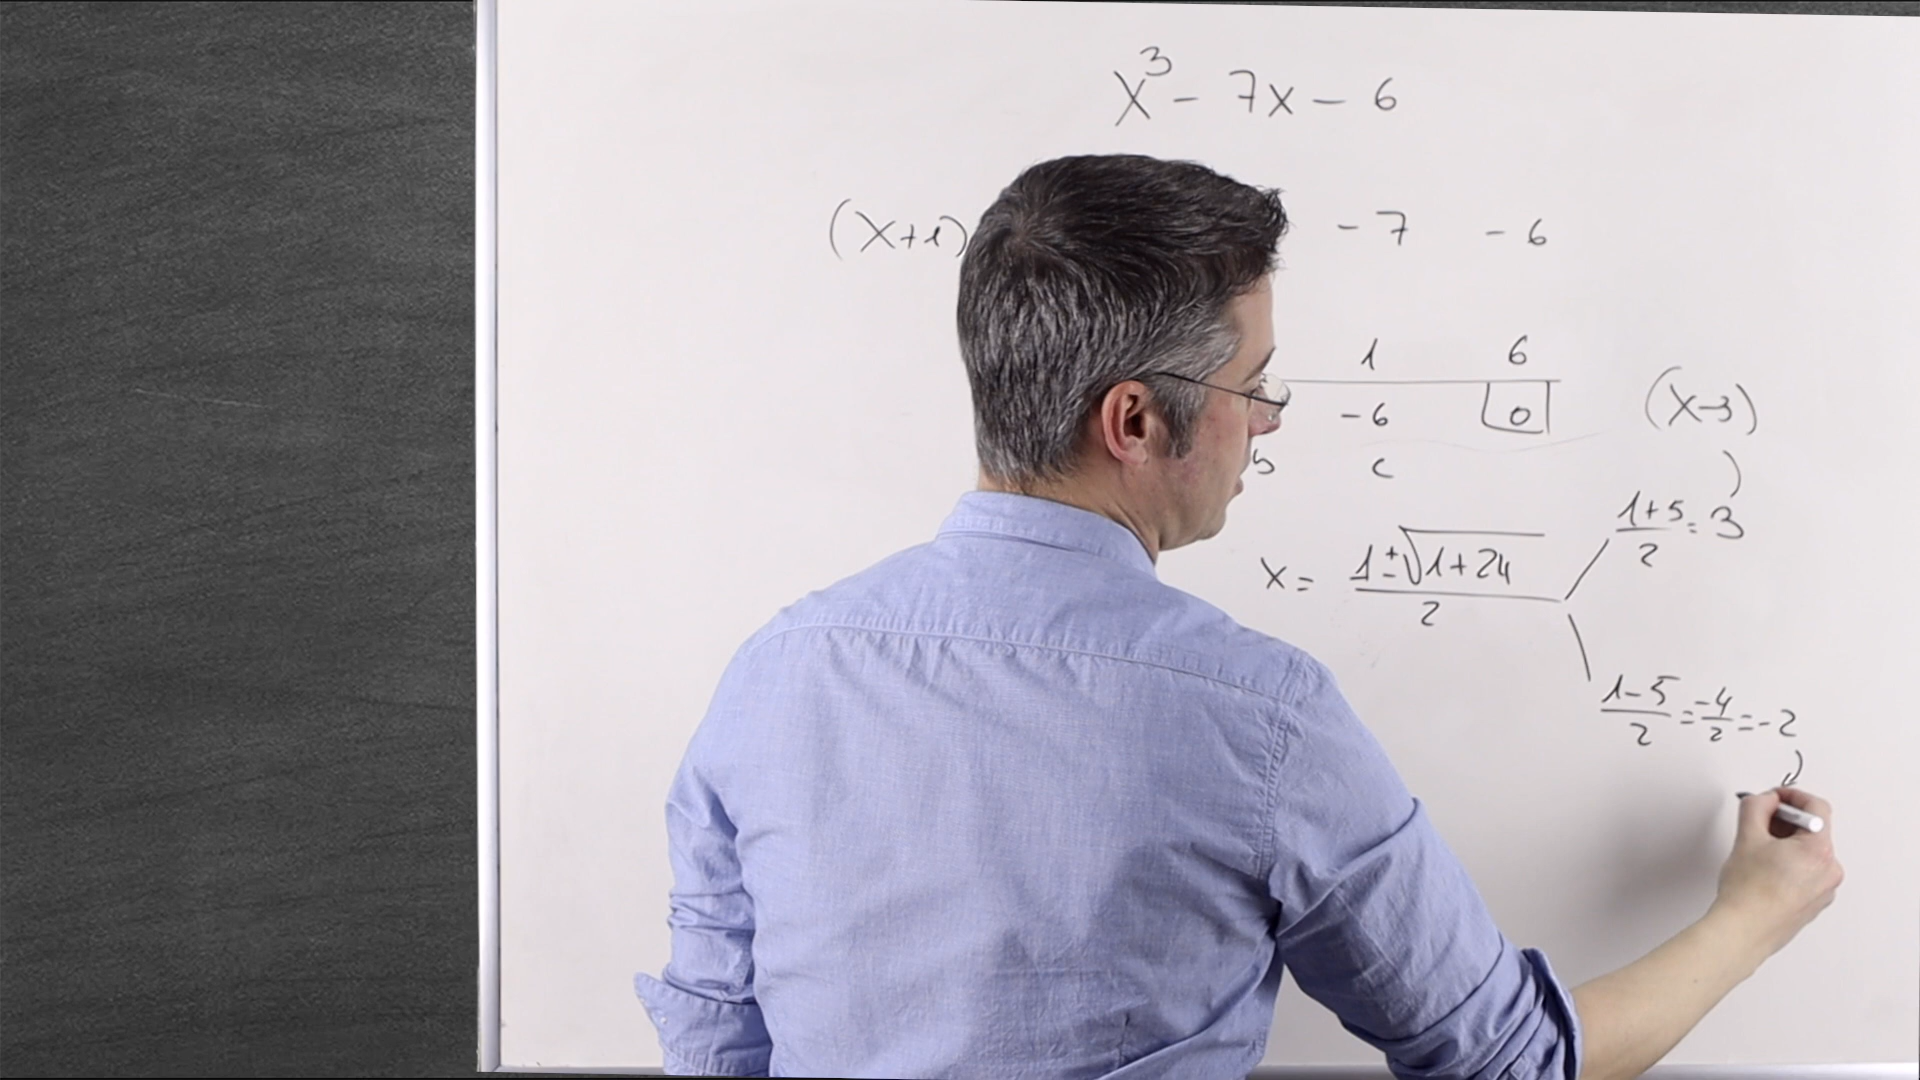 x³ - 7x - 6
(x+1) -7 -6
1 6
-6 0 (x-3)
b c
x = 1±√1+24 / 2
1+5 / 2 = 3
1-5 / 2 = -4 / 2 = -2